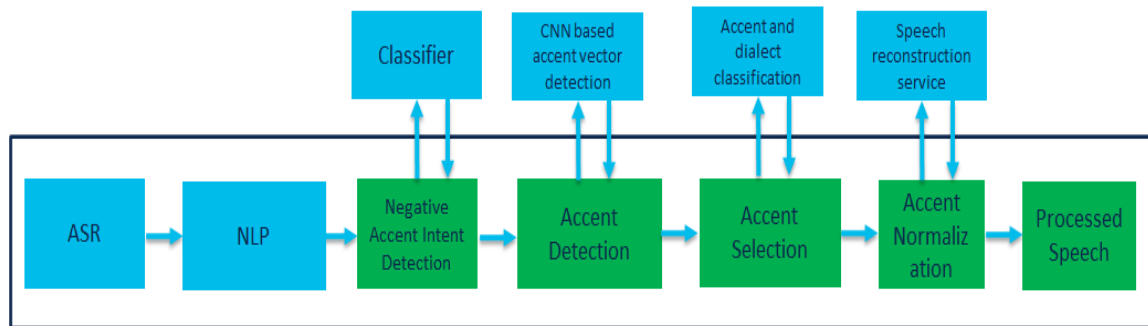 Classifier
CNN based
accent vector
detection
Accent and
dialect
classification
Speech
reconstruction
service
ASR
NLP
Negative
Accent Intent
Detection
Accent
Detection
Accent
Selection
Accent
Normaliz
ation
Processed
Speech